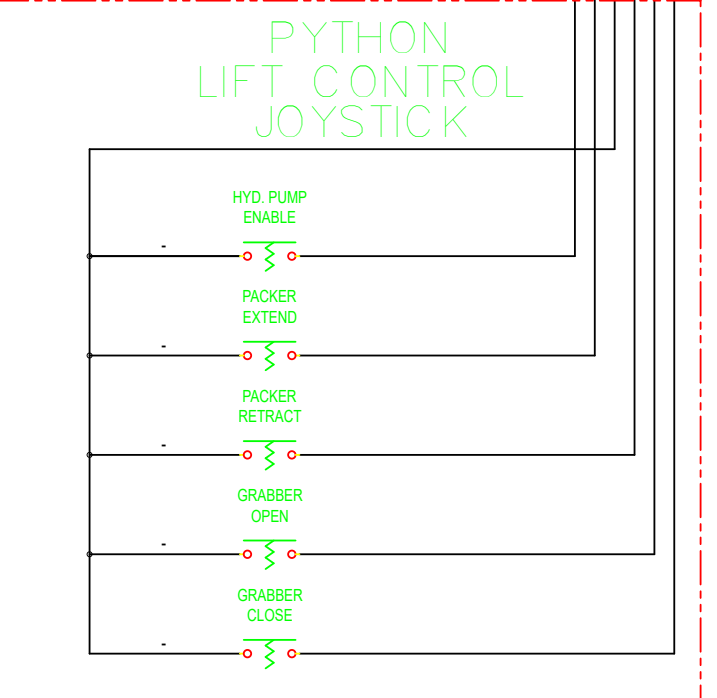 PYTHON
LIFT CONTROL
JOYSTICK
HYD. PUMP
ENABLE
-
PACKER
EXTEND
-
PACKER
RETRACT
-
GRABBER
OPEN
-
GRABBER
CLOSE
-